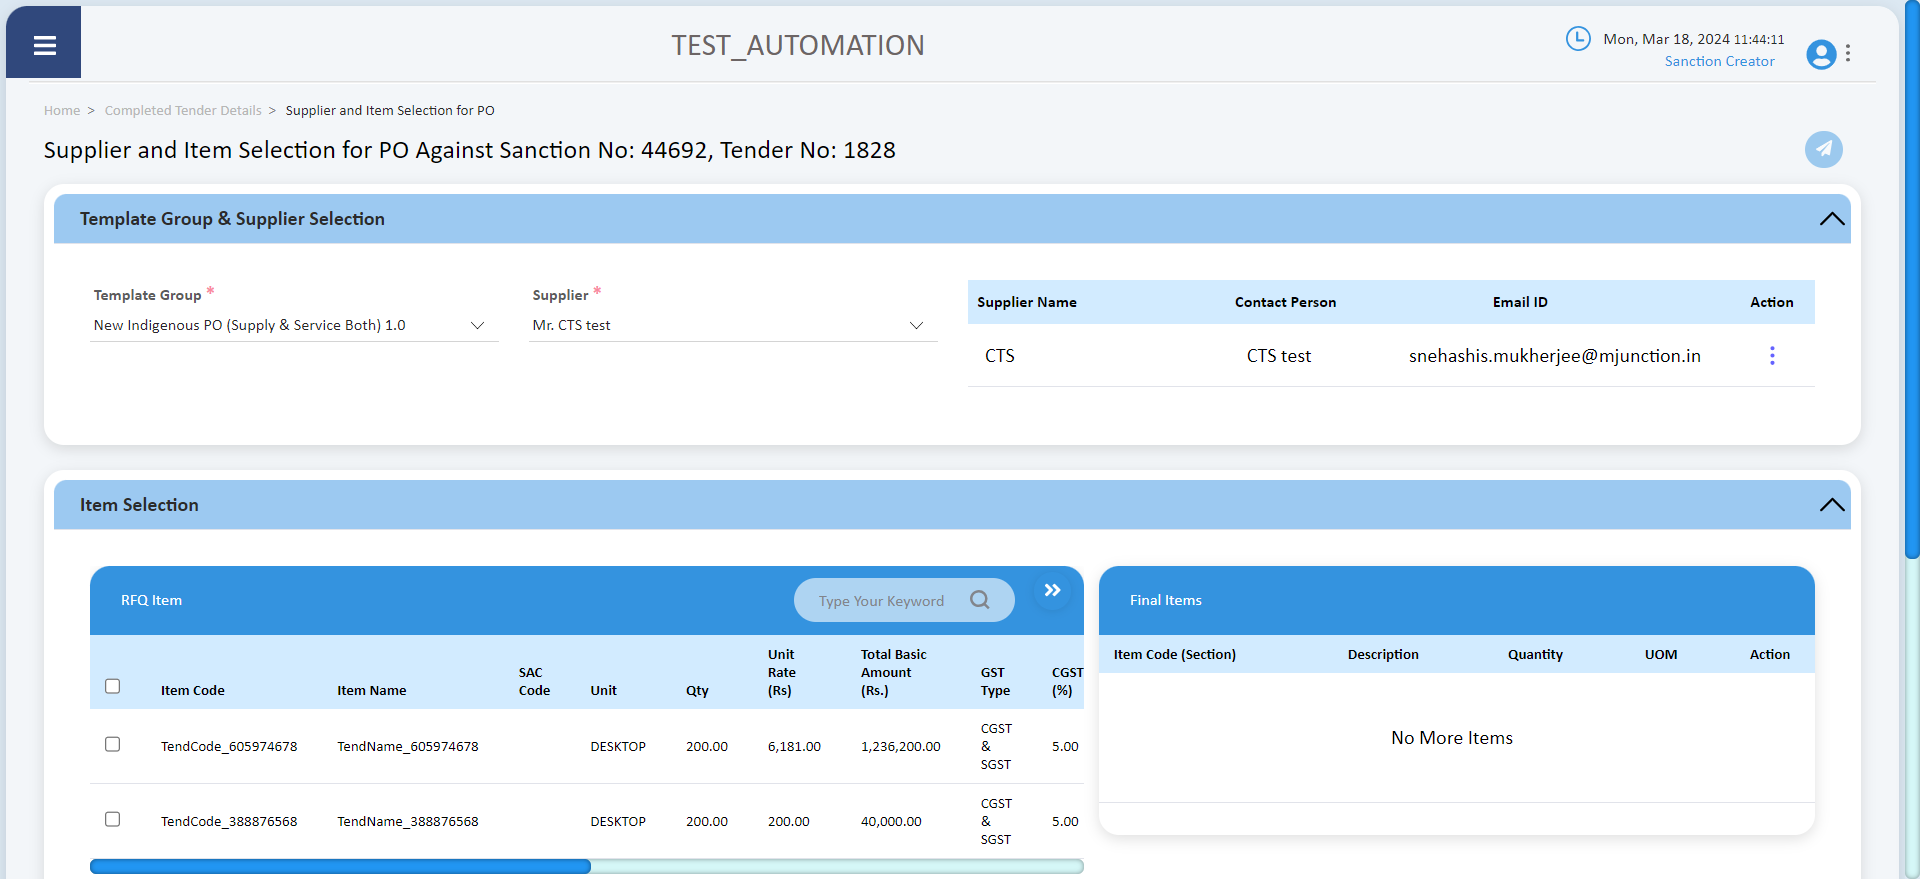 TEST_AUTOMATION
Mon, Mar 18, 2024 11:44:11
Sanction Creator
Home > Completed Tender Details > Supplier and Item Selection for PO
Supplier and Item Selection for PO Against Sanction No: 44692, Tender No: 1828
Template Group & Supplier Selection
Template Group *
New Indigenous PO (Supply & Service Both) 1.0
Supplier *
Mr. CTS test
Supplier Name Contact Person Email ID Action
CTS CTS test snehashis.mukherjee@mjunction.in
Item Selection
RFQ Item
Type Your Keyword
Item Code Item Name SAC Code Unit Qty Unit Rate (Rs) Total Basic Amount (Rs.) GST Type CGST (%)
TendCode_605974678 TendName_605974678 DESKTOP 200.00 6,181.00 1,236,200.00 CGST & SGST 5.00
TendCode_388876568 TendName_388876568 DESKTOP 200.00 200.00 40,000.00 CGST & SGST 5.00
Final Items
Item Code (Section) Description Quantity UOM Action
No More Items